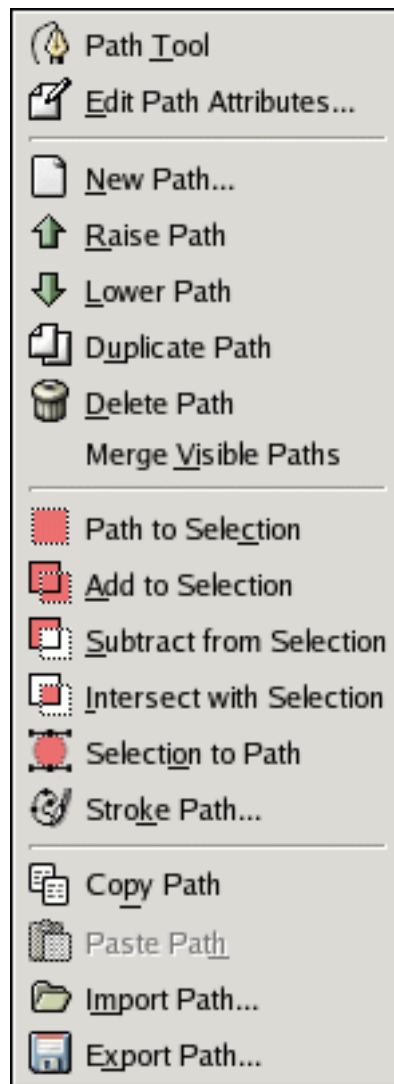 Path Tool
Edit Path Attributes...
New Path...
Raise Path
Lower Path
Duplicate Path
Delete Path
Merge Visible Paths
Path to Selection
Add to Selection
Subtract from Selection
Intersect with Selection
Selection to Path
Stroke Path...
Copy Path
Paste Path
Import Path...
Export Path...